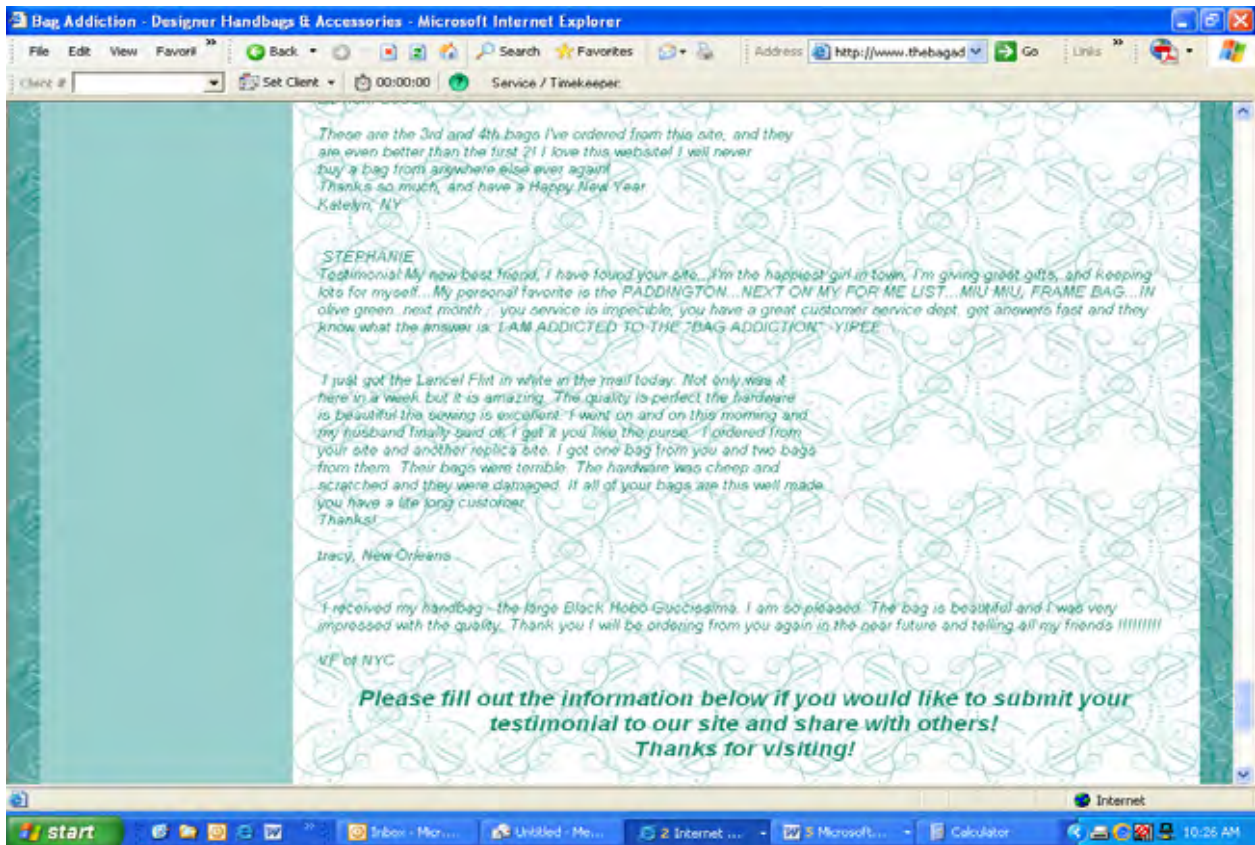 Bag Addiction - Designer Handbags & Accessories - Microsoft Internet Explorer
File Edit View Favorit » Back Search Favorites Address http://www.thebagad Go Links »
Client # Set Client 00:00:00 Service / Timekeeper:
These are the 3rd and 4th bags I've ordered from this site, and they
are even better than the first 2! I love this website! I will never
buy a bag from anywhere else ever again!
Thanks so much, and have a Happy New Year
Katelyn, NY
STEPHANIE
Testimonial My new best friend, I have found your site...I'm the happiest girl in town, I'm giving great gifts, and keeping
lots for myself...My personal favorite is the PADDINGTON...NEXT ON MY FOR ME LIST...MIU MIU, FRAME BAG...IN
olive green..next month... you service is impecible, you have a great customer service dept. get answers fast and they
know what the answer is. I AM ADDICTED TO THE "BAG ADDICTION" YIPEE
I just got the Lancel Flirt in white in the mail today. Not only was it
here in a week but it is amazing. The quality is perfect the hardware
is beautiful the sewing is excellent. I went on and on this morning and
my husband finally said ok I get it you like the purse. I ordered from
your site and another replica site. I got one bag from you and two bags
from them. Their bags were terrible. The hardware was cheep and
scratched and they were damaged. If all of your bags are this well made
you have a life long customer
Thanks!
tracy, New Orleans
I received my handbag - the large Black Hobo Guccissima. I am so pleased. The bag is beautiful and I was very
impressed with the quality. Thank you I will be ordering from you again in the near future and telling all my friends !!!!!!!!!
VF of NYC
Please fill out the information below if you would like to submit your
testimonial to our site and share with others!
Thanks for visiting!
Internet
start » Inbox - Micr... Untitled - Me... 2 Internet ... 5 Microsoft... Calculator 10:26 AM